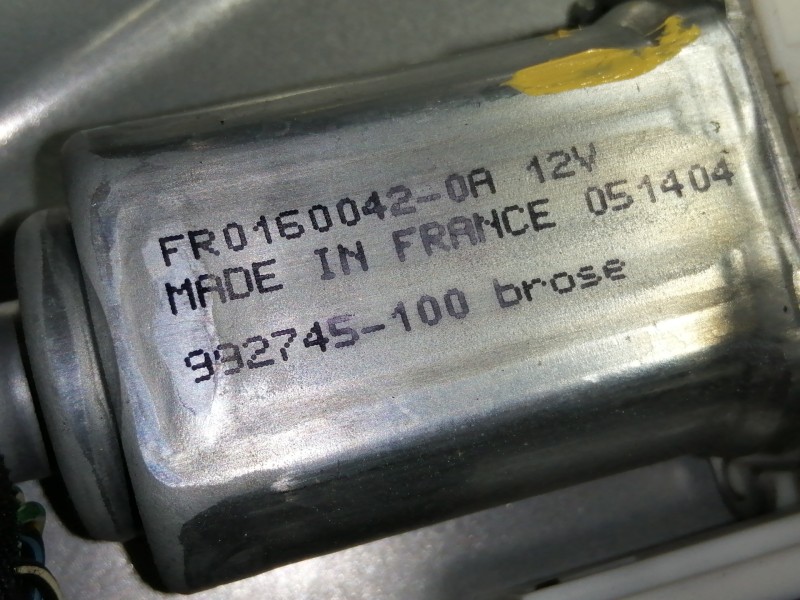 FR0160042-0A 12V
MADE IN FRANCE 051404
992745-100 brose